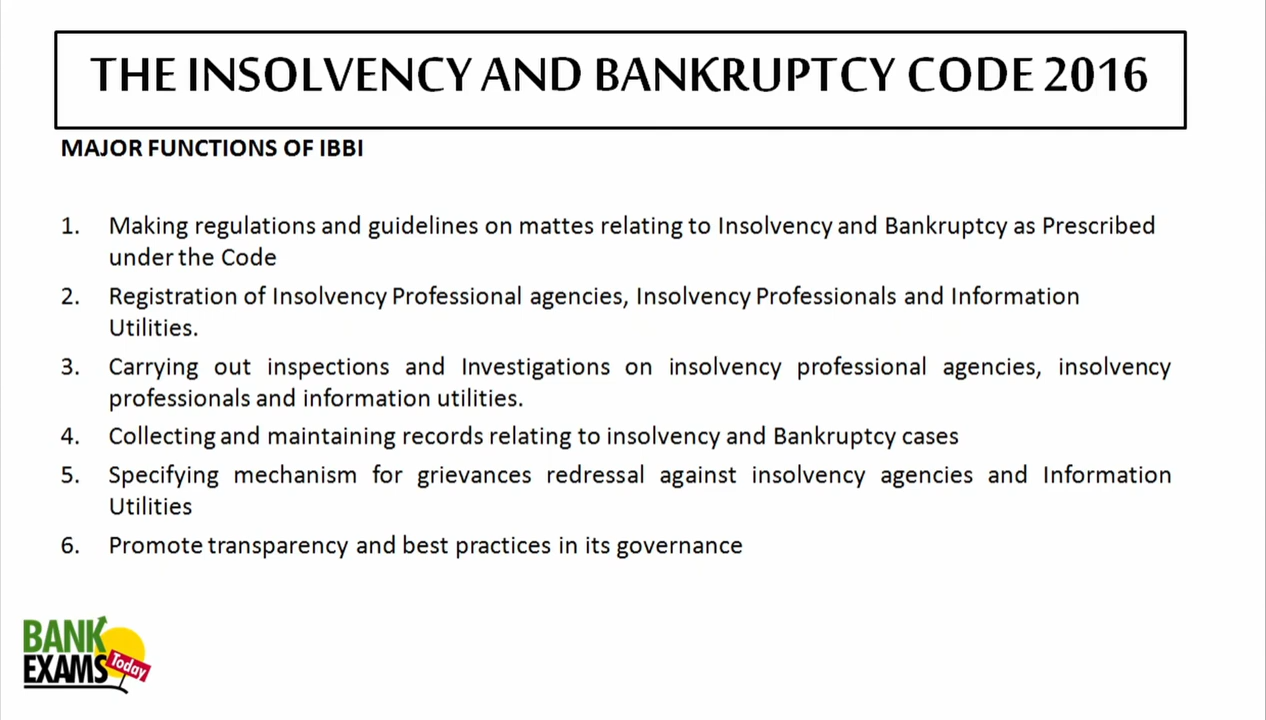 THE INSOLVENCY AND BANKRUPTCY CODE 2016
MAJOR FUNCTIONS OF IBBI
1. Making regulations and guidelines on mattes relating to Insolvency and Bankruptcy as Prescribed
under the Code
2. Registration of Insolvency Professional agencies, Insolvency Professionals and Information
Utilities.
3. Carrying out inspections and Investigations on insolvency professional agencies, insolvency
professionals and information utilities.
4. Collecting and maintaining records relating to insolvency and Bankruptcy cases
5. Specifying mechanism for grievances redressal against insolvency agencies and Information
Utilities
6. Promote transparency and best practices in its governance
BANK
EXAMS Today